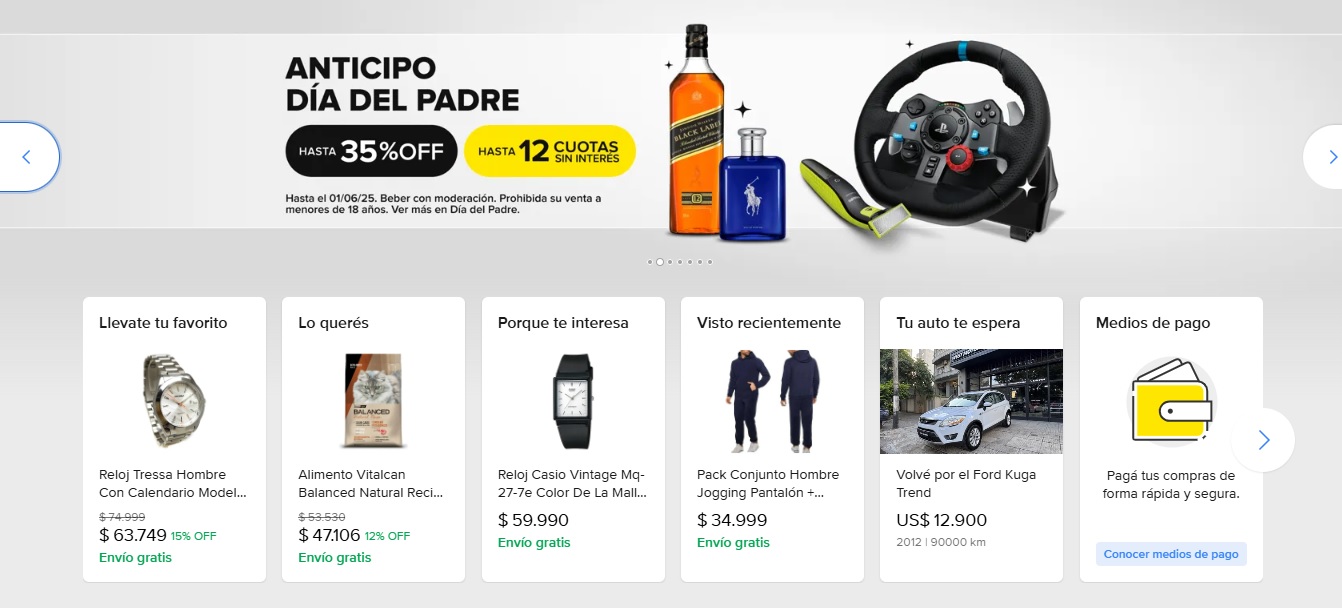 ANTICIPO
DÍA DEL PADRE
HASTA 35%OFF
HASTA 12 CUOTAS SIN INTERÉS
Hasta el 01/06/25. Beber con moderación. Prohibida su venta a
menores de 18 años. Ver más en Día del Padre.
BLACK LABEL
12
Llevate tu favorito
Reloj Tressa Hombre
Con Calendario Model...
$ 74.999
$ 63.749 15% OFF
Envío gratis
Lo querés
BALANCED
Alimento Vitalcan
Balanced Natural Reci...
$ 53.530
$ 47.106 12% OFF
Envío gratis
Porque te interesa
Reloj Casio Vintage Mq-
27-7e Color De La Mall...
$ 59.990
Envío gratis
Visto recientemente
Pack Conjunto Hombre
Jogging Pantalón +...
$ 34.999
Envío gratis
Tu auto te espera
Volvé por el Ford Kuga
Trend
US$ 12.900
2012 | 90000 km
Medios de pago
Pagá tus compras de
forma rápida y segura.
Conocer medios de pago